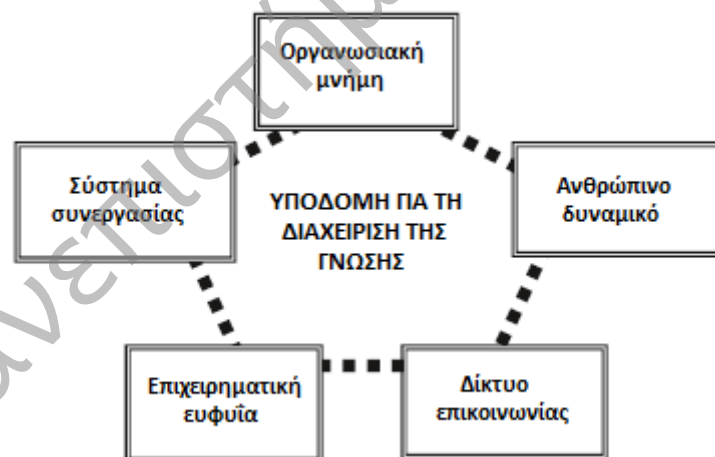 Οργανωσιακή
μνήμη
Σύστημα
συνεργασίας
ΥΠΟΔΟΜΗ ΓΙΑ ΤΗ
ΔΙΑΧΕΙΡΙΣΗ ΤΗΣ
ΓΝΩΣΗΣ
Ανθρώπινο
δυναμικό
Επιχειρηματική
ευφυΐα
Δίκτυο
επικοινωνίας